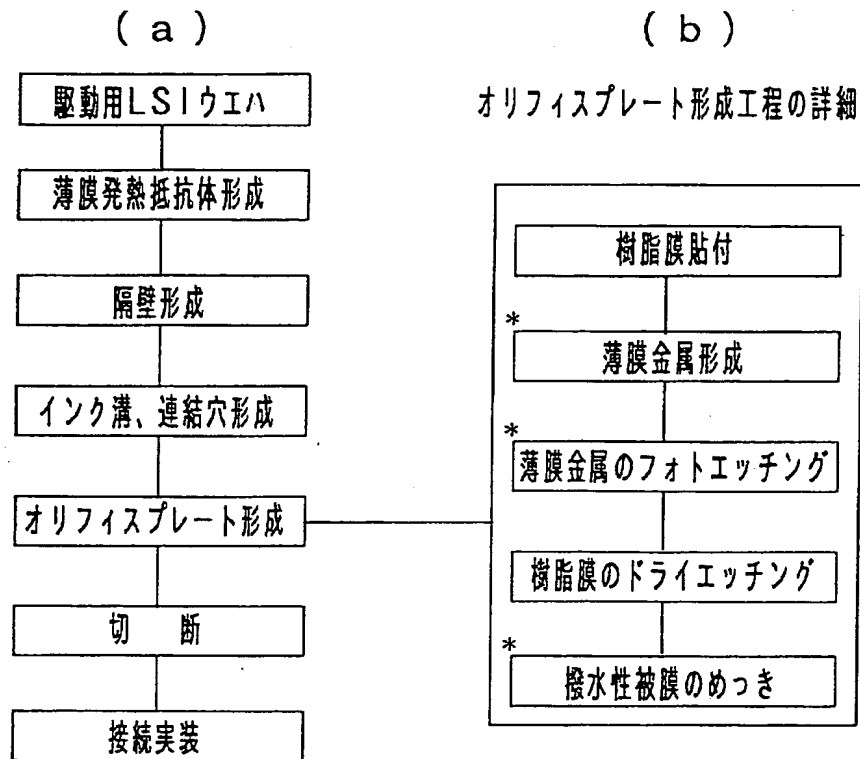 (a)
駆動用LSIウエハ
薄膜発熱抵抗体形成
隔壁形成
インク溝、連結穴形成
オリフィスプレート形成
切 断
接続実装
(b)
オリフィスプレート形成工程の詳細
樹脂膜貼付
*
薄膜金属形成
*
薄膜金属のフォトエッチング
樹脂膜のドライエッチング
*
撥水性被膜のめっき